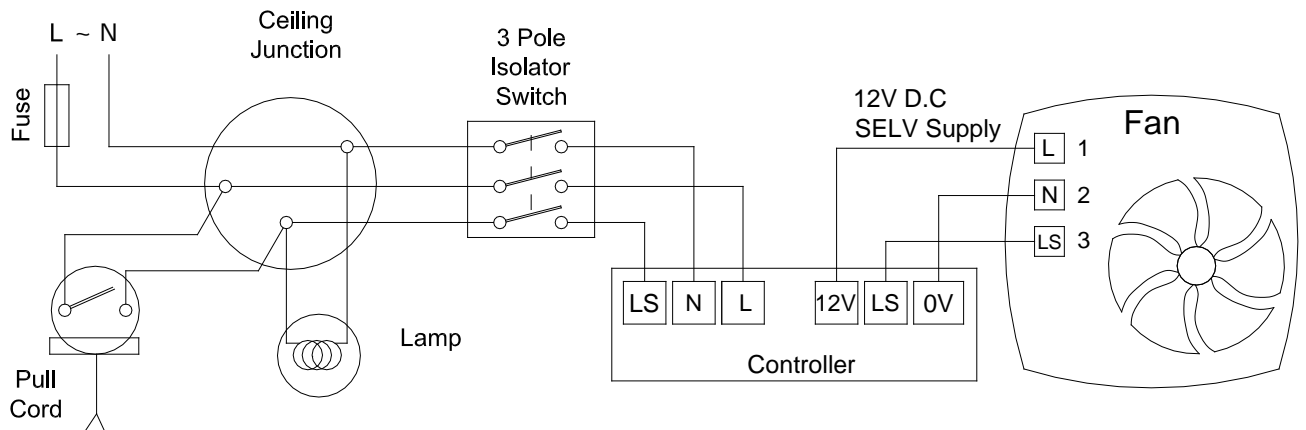 L ~ N
Fuse
Ceiling
Junction
3 Pole
Isolator
Switch
12V D.C
SELV Supply
Fan
L 1
N 2
LS 3
LS N L 12V LS 0V
Controller
Lamp
Pull
Cord